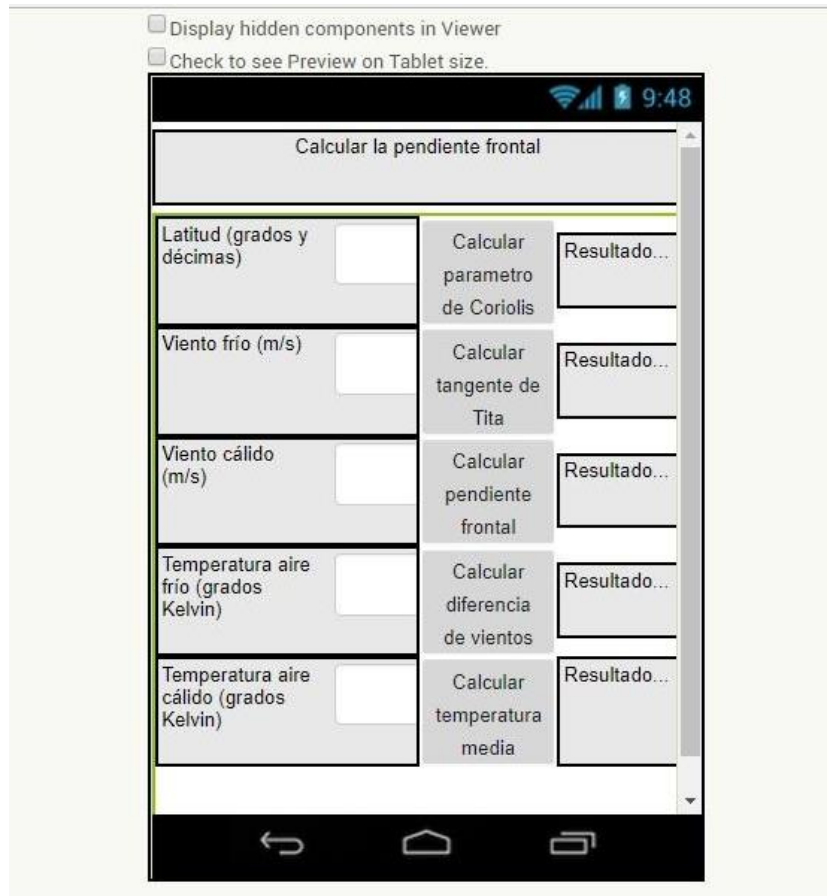 Display hidden components in Viewer
Check to see Preview on Tablet size.
9:48
Calcular la pendiente frontal
Latitud (grados y
décimas)
Calcular
parametro
de Coriolis
Resultado...
Viento frío (m/s)
Calcular
tangente de
Tita
Resultado...
Viento cálido
(m/s)
Calcular
pendiente
frontal
Resultado...
Temperatura aire
frío (grados
Kelvin)
Calcular
diferencia
de vientos
Resultado...
Temperatura aire
cálido (grados
Kelvin)
Calcular
temperatura
media
Resultado...